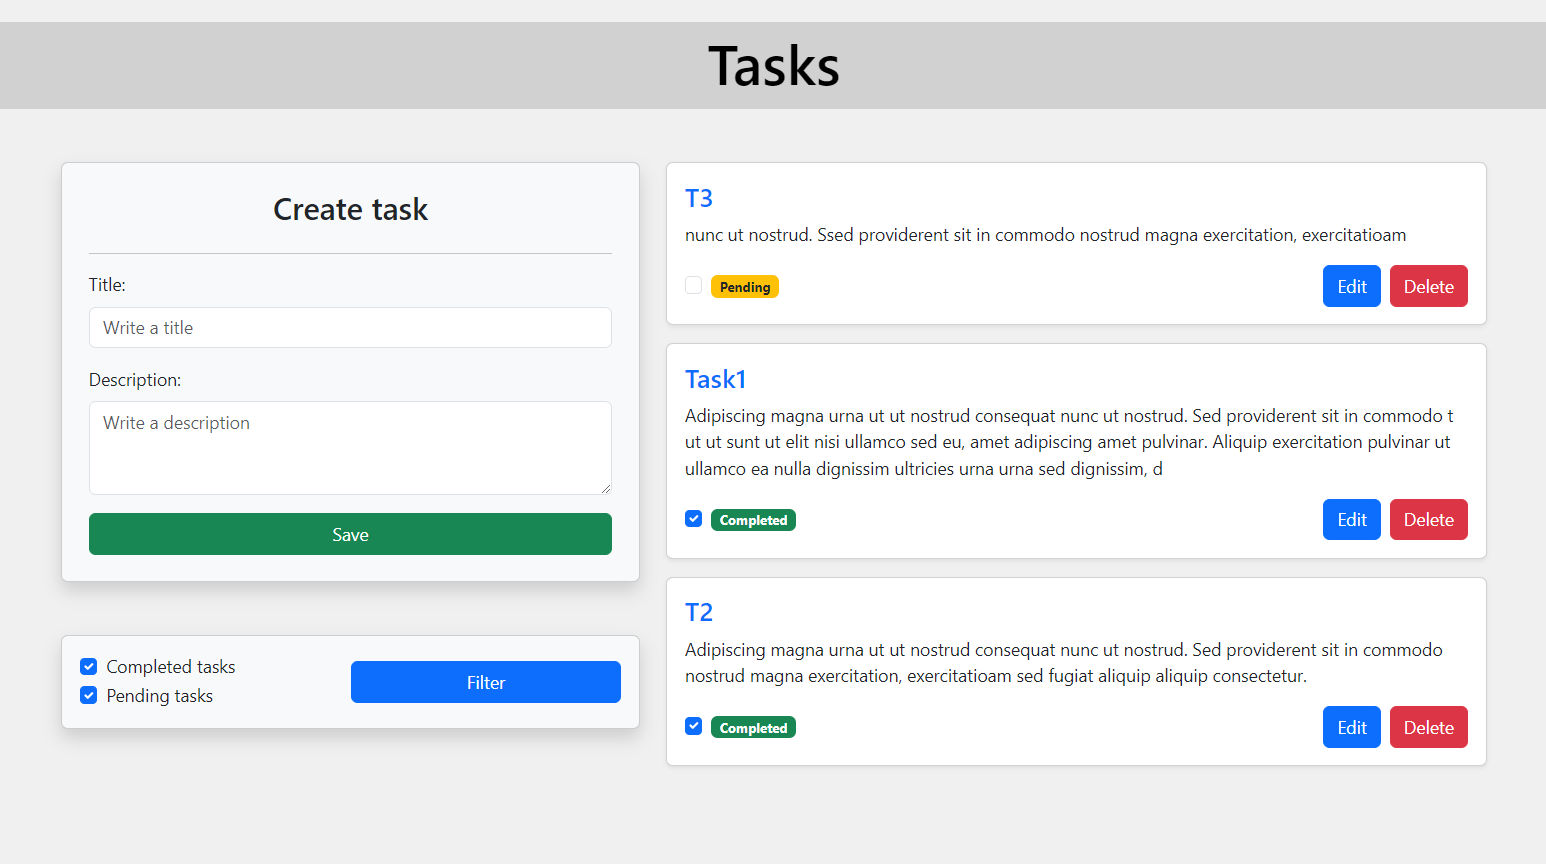 Tasks
Create task
Title:
Write a title
Description:
Write a description
Save
Completed tasks
Pending tasks
Filter
T3
nunc ut nostrud. Ssed providerent sit in commodo nostrud magna exercitation, exercitatioam
Pending
Edit
Delete
Task1
Adipiscing magna urna ut ut nostrud consequat nunc ut nostrud. Sed providerent sit in commodo t
ut ut sunt ut elit nisi ullamco sed eu, amet adipiscing amet pulvinar. Aliquip exercitation pulvinar ut
ullamco ea nulla dignissim ultricies urna urna sed dignissim, d
Completed
Edit
Delete
T2
Adipiscing magna urna ut ut nostrud consequat nunc ut nostrud. Sed providerent sit in commodo
nostrud magna exercitation, exercitatioam sed fugiat aliquip aliquip consectetur.
Completed
Edit
Delete